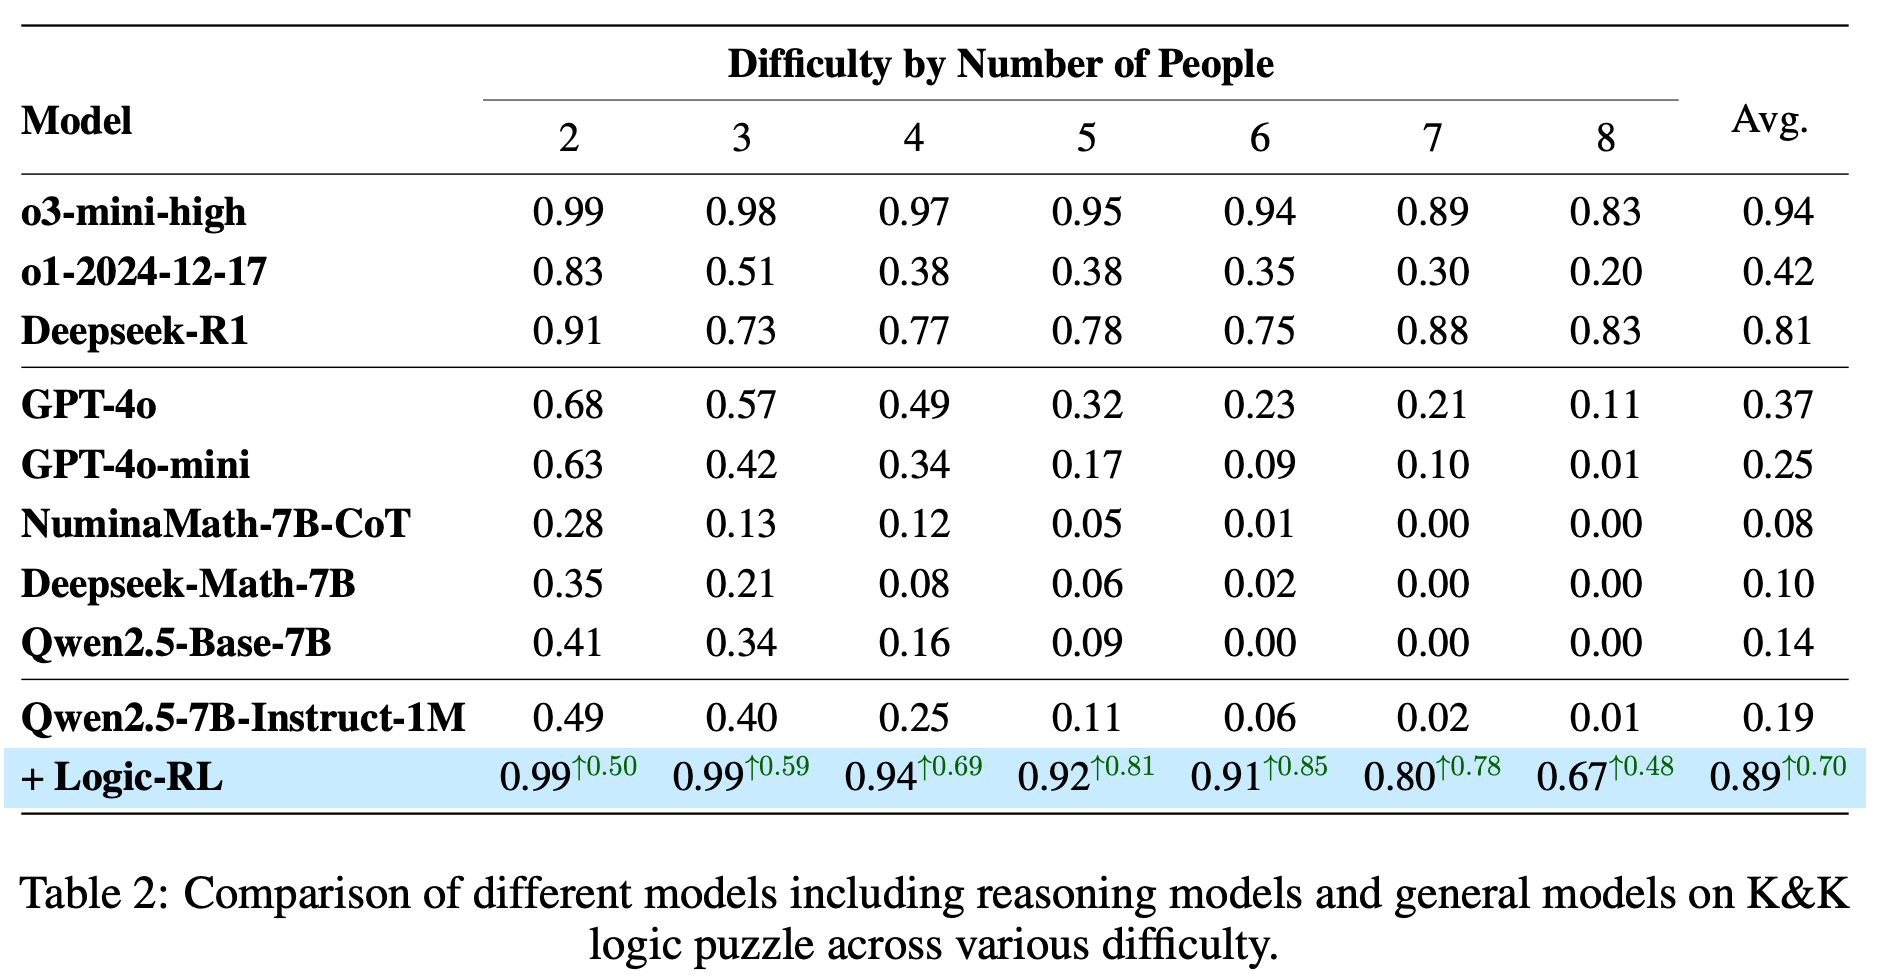 Difficulty by Number of People
Model 2 3 4 5 6 7 8 Avg.
o3-mini-high 0.99 0.98 0.97 0.95 0.94 0.89 0.83 0.94
o1-2024-12-17 0.83 0.51 0.38 0.38 0.35 0.30 0.20 0.42
Deepseek-R1 0.91 0.73 0.77 0.78 0.75 0.88 0.83 0.81
GPT-4o 0.68 0.57 0.49 0.32 0.23 0.21 0.11 0.37
GPT-4o-mini 0.63 0.42 0.34 0.17 0.09 0.10 0.01 0.25
NuminaMath-7B-CoT 0.28 0.13 0.12 0.05 0.01 0.00 0.00 0.08
Deepseek-Math-7B 0.35 0.21 0.08 0.06 0.02 0.00 0.00 0.10
Qwen2.5-Base-7B 0.41 0.34 0.16 0.09 0.00 0.00 0.00 0.14
Qwen2.5-7B-Instruct-1M 0.49 0.40 0.25 0.11 0.06 0.02 0.01 0.19
+ Logic-RL 0.99↑0.50 0.99↑0.59 0.94↑0.69 0.92↑0.81 0.91↑0.85 0.80↑0.78 0.67↑0.48 0.89↑0.70
Table 2: Comparison of different models including reasoning models and general models on K&K
logic puzzle across various difficulty.